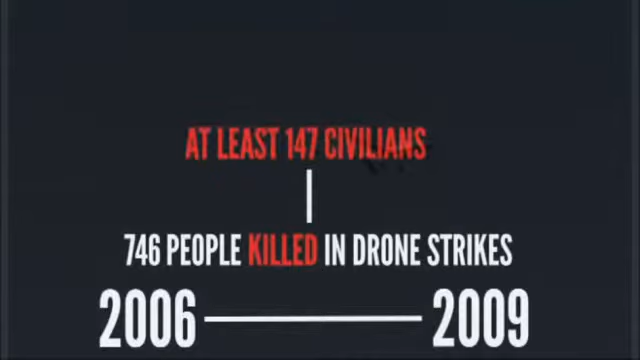 AT LEAST 147 CIVILIANS
746 PEOPLE KILLED IN DRONE STRIKES
2006 2009